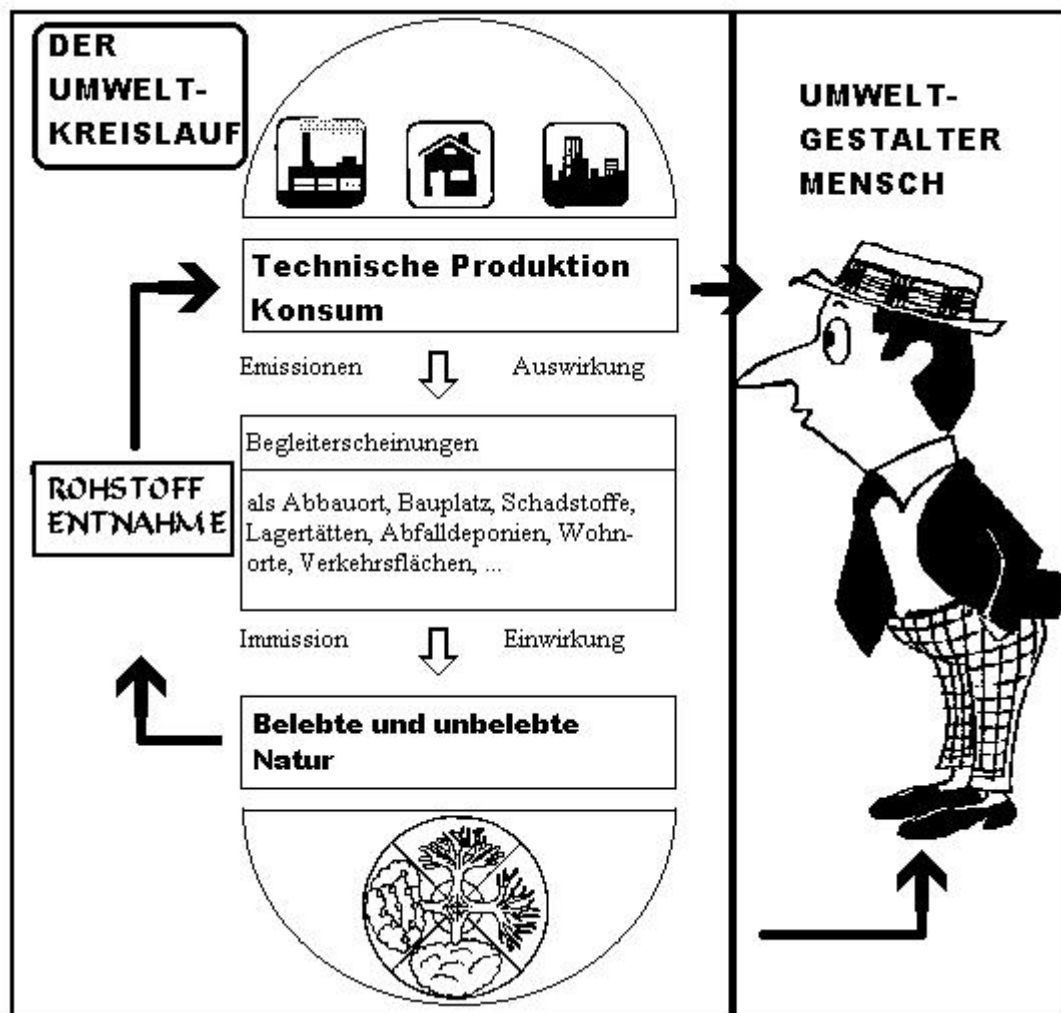 DER
UMWELT-
KREISLAUF
UMWELT-
GESTALTER
MENSCH
Technische Produktion
Konsum
Emissionen Auswirkung
Begleiterscheinungen
als Abbauort, Bauplatz, Schadstoffe,
Lagertätten, Abfalldeponien, Wohn-
orte, Verkehrsflächen, ...
ROHSTOFF
ENTNAHME
Immission Einwirkung
Belebte und unbelebte
Natur